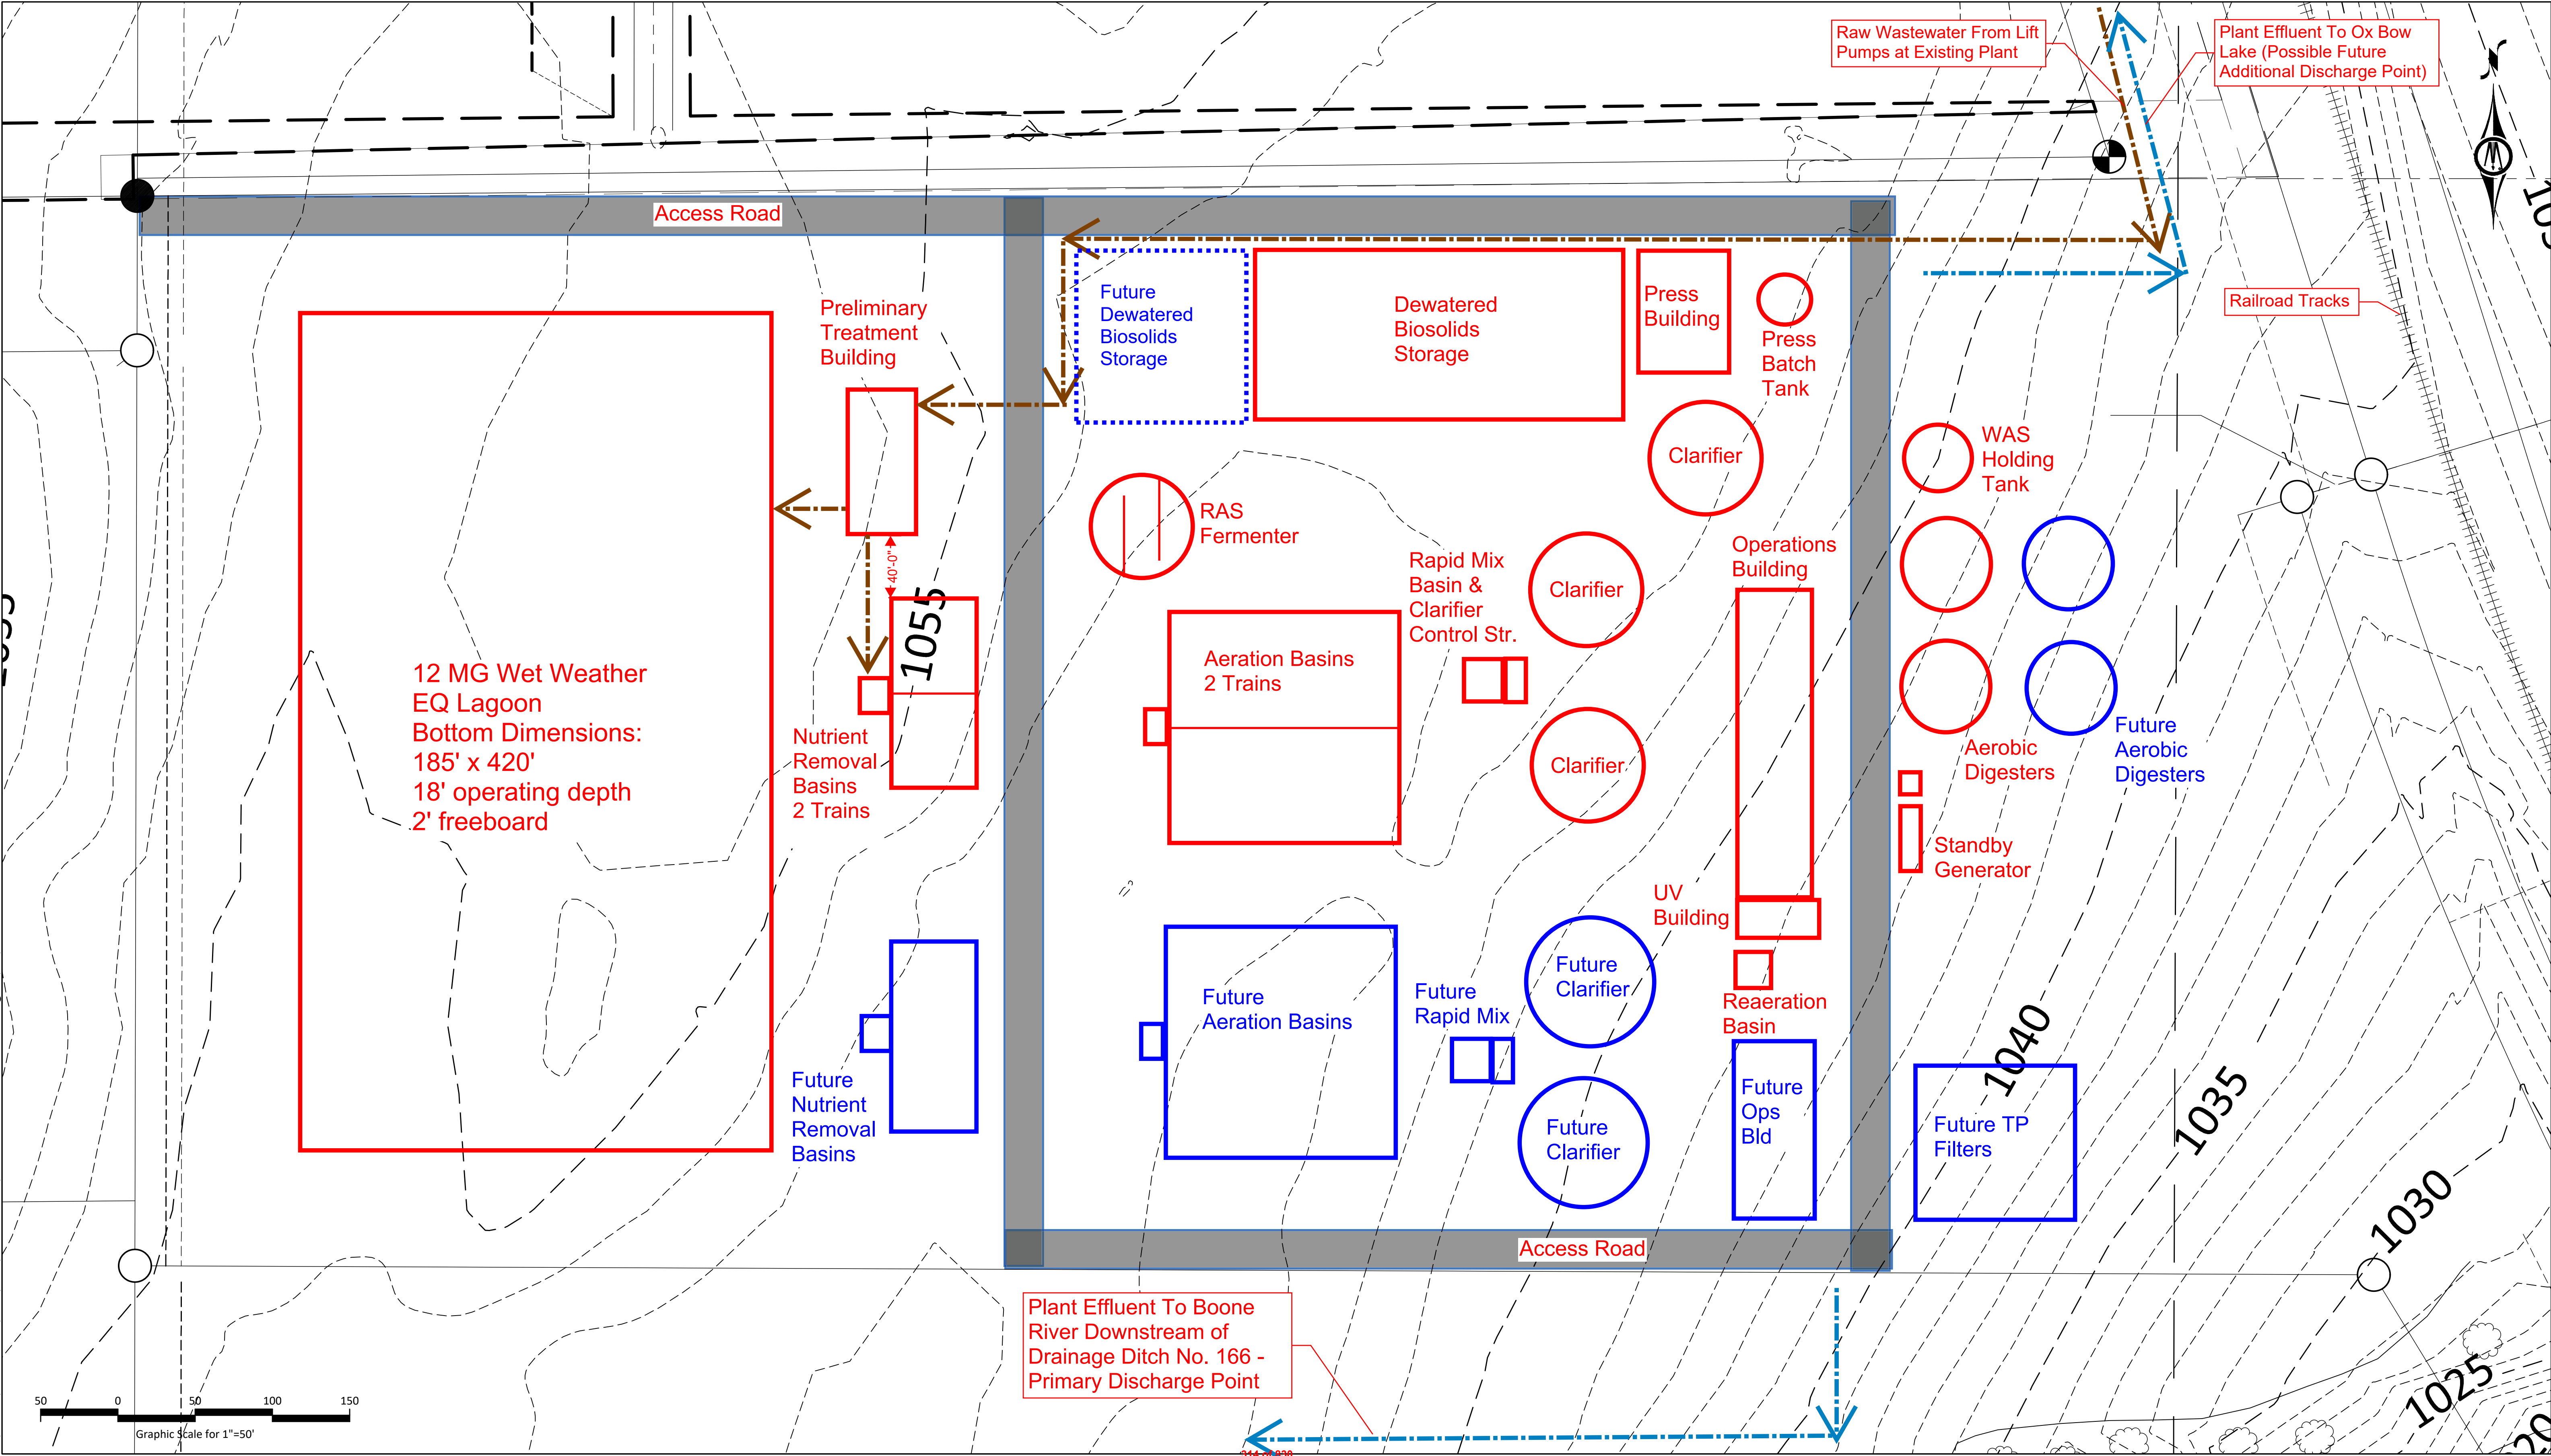 Raw Wastewater From Lift
Pumps at Existing Plant
Plant Effluent To Ox Bow
Lake (Possible Future
Additional Discharge Point)
Access Road
Railroad Tracks
Preliminary
Treatment
Building
Future
Dewatered
Biosolids
Storage
Dewatered
Biosolids
Storage
Press
Building
Press
Batch
Tank
Clarifier
WAS
Holding
Tank
RAS
Fermenter
40'-0"
1055
Rapid Mix
Basin &
Clarifier
Control Str.
Clarifier
Operations
Building
12 MG Wet Weather
EQ Lagoon
Bottom Dimensions:
185' x 420'
18' operating depth
2' freeboard
Aeration Basins
2 Trains
Nutrient
Removal
Basins
2 Trains
Clarifier
Aerobic
Digesters
Future
Aerobic
Digesters
Standby
Generator
UV
Building
Future
Clarifier
Future
Aeration Basins
Future
Rapid Mix
Reaeration
Basin
1040
1035
Future
Nutrient
Removal
Basins
Future
Clarifier
Future
Ops
Bld
Future TP
Filters
1030
Access Road
Plant Effluent To Boone
River Downstream of
Drainage Ditch No. 166 -
Primary Discharge Point
1025
50 0 50 100 150
Graphic Scale for 1"=50'